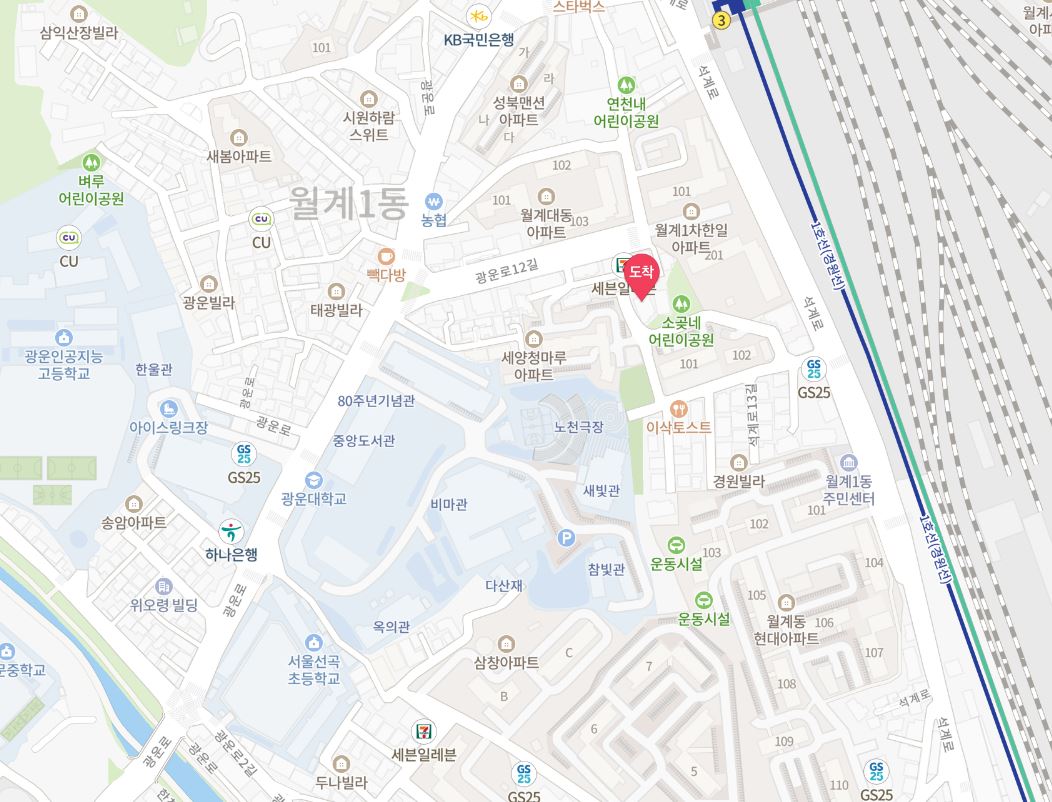 스타벅스
3
삼익산장빌라
KB국민은행
101
가
라
성북맨션
아파트
나
다
석계로
광운로
연천내
어린이공원
시원하람
스위트
새봄아파트
벼루
어린이공원
월계1동
102
101
월계대동
아파트
103
101
월계1차한일
아파트
201
농협
CU
CU
빽다방
광운로12길
도착
세븐일레븐
1호선(경원선)
광운빌라
태광빌라
소곶네
어린이공원
석계로
세양청마루
아파트
101
102
GS25
광운인공지능
고등학교
한울관
80주년기념관
광운로
아이스링크장
광운로
중앙도서관
노천극장
이삭토스트
석계로13길
GS25
광운대학교
비마관
새빛관
경원빌라
월계1동
주민센터
송암아파트
하나은행
P
102
101
1호선(경원선)
운동시설
103
104
참빛관
다산재
105
위오령 빌딩
광운로
옥의관
운동시설
월계동
현대아파트
106
서울선곡
초등학교
삼창아파트
C
7
107
문중학교
B
108
석계로
6
석계로
세븐일레븐
109
광운로
광운로
광운로2길
두나빌라
GS25
5
110
GS25